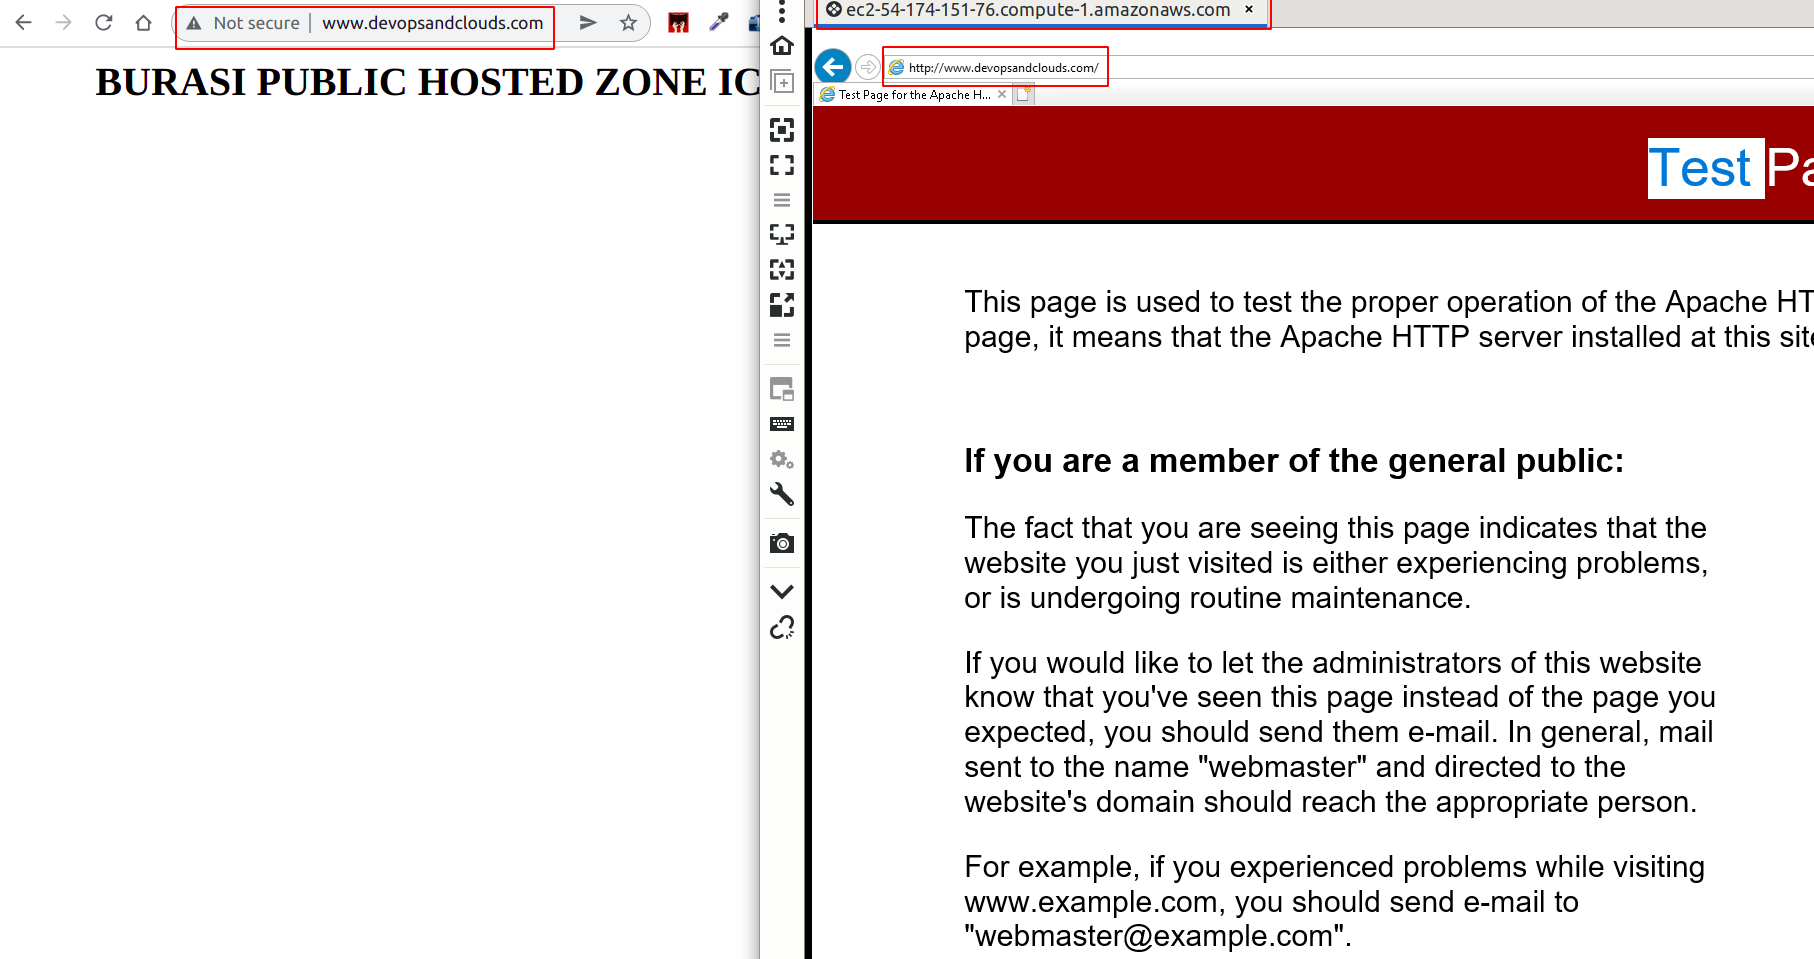 Not secure | www.devopsandclouds.com
BURASI PUBLIC HOSTED ZONE IC
ec2-54-174-151-76.compute-1.amazonaws.com ×
http://www.devopsandclouds.com/
Test Page for the Apache H... ×
Test Pa
This page is used to test the proper operation of the Apache HT
page, it means that the Apache HTTP server installed at this site
If you are a member of the general public:
The fact that you are seeing this page indicates that the
website you just visited is either experiencing problems,
or is undergoing routine maintenance.
If you would like to let the administrators of this website
know that you've seen this page instead of the page you
expected, you should send them e-mail. In general, mail
sent to the name "webmaster" and directed to the
website's domain should reach the appropriate person.
For example, if you experienced problems while visiting
www.example.com, you should send e-mail to
"webmaster@example.com".